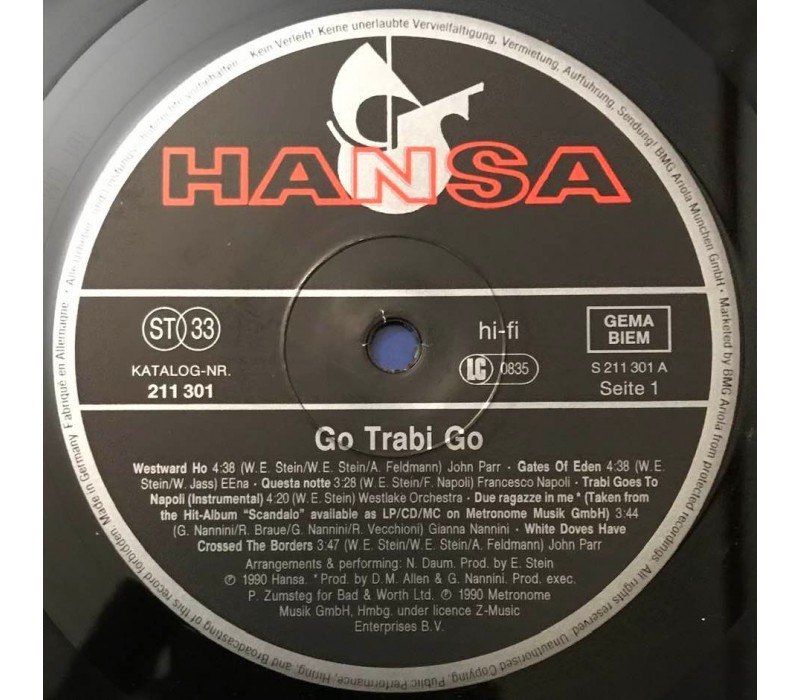 Alle Urheber- und Leistungsschutzrechte vorbehalten - Kein Verleih! Keine unerlaubte Vervielfältigung, Vermietung, Aufführung, Sendung! BMG Ariola München GmbH · Marketed by BMG Ariola from protected recordings. All rights reserved. Unauthorised Copying, Public Performance, Hiring, and Broadcasting of this record forbidden. Made in Germany Fabriqué en Allemagne
HANSA
ST 33
hi-fi
GEMA
BIEM
KATALOG-NR.
211 301
LC 0835
S 211 301 A
Seite 1
Go Trabi Go
Westward Ho 4:38 (W.E. Stein/W.E. Stein/A. Feldmann) John Parr · Gates Of Eden 4:38 (W.E.
Stein/W. Jass) EEna · Questa notte 3:28 (W.E. Stein/F. Napoli) Francesco Napoli · Trabi Goes To
Napoli (Instrumental) 4:20 (W.E. Stein) Westlake Orchestra · Due ragazze in me * (Taken from
the Hit-Album "Scandalo" available as LP/CD/MC on Metronome Musik GmbH) 3:44
(G. Nannini/R. Braue/G. Nannini/R. Vecchioni) Gianna Nannini · White Doves Have
Crossed The Borders 3:47 (W.E. Stein/W.E. Stein/A. Feldmann) John Parr
Arrangements & performing: N. Daum. Prod. by E. Stein
℗ 1990 Hansa. * Prod. by D.M. Allen & G. Nannini. Prod. exec.
P. Zumsteg for Bad & Worth Ltd. ℗ 1990 Metronome
Musik GmbH, Hmbg. under licence Z-Music
Enterprises B.V.